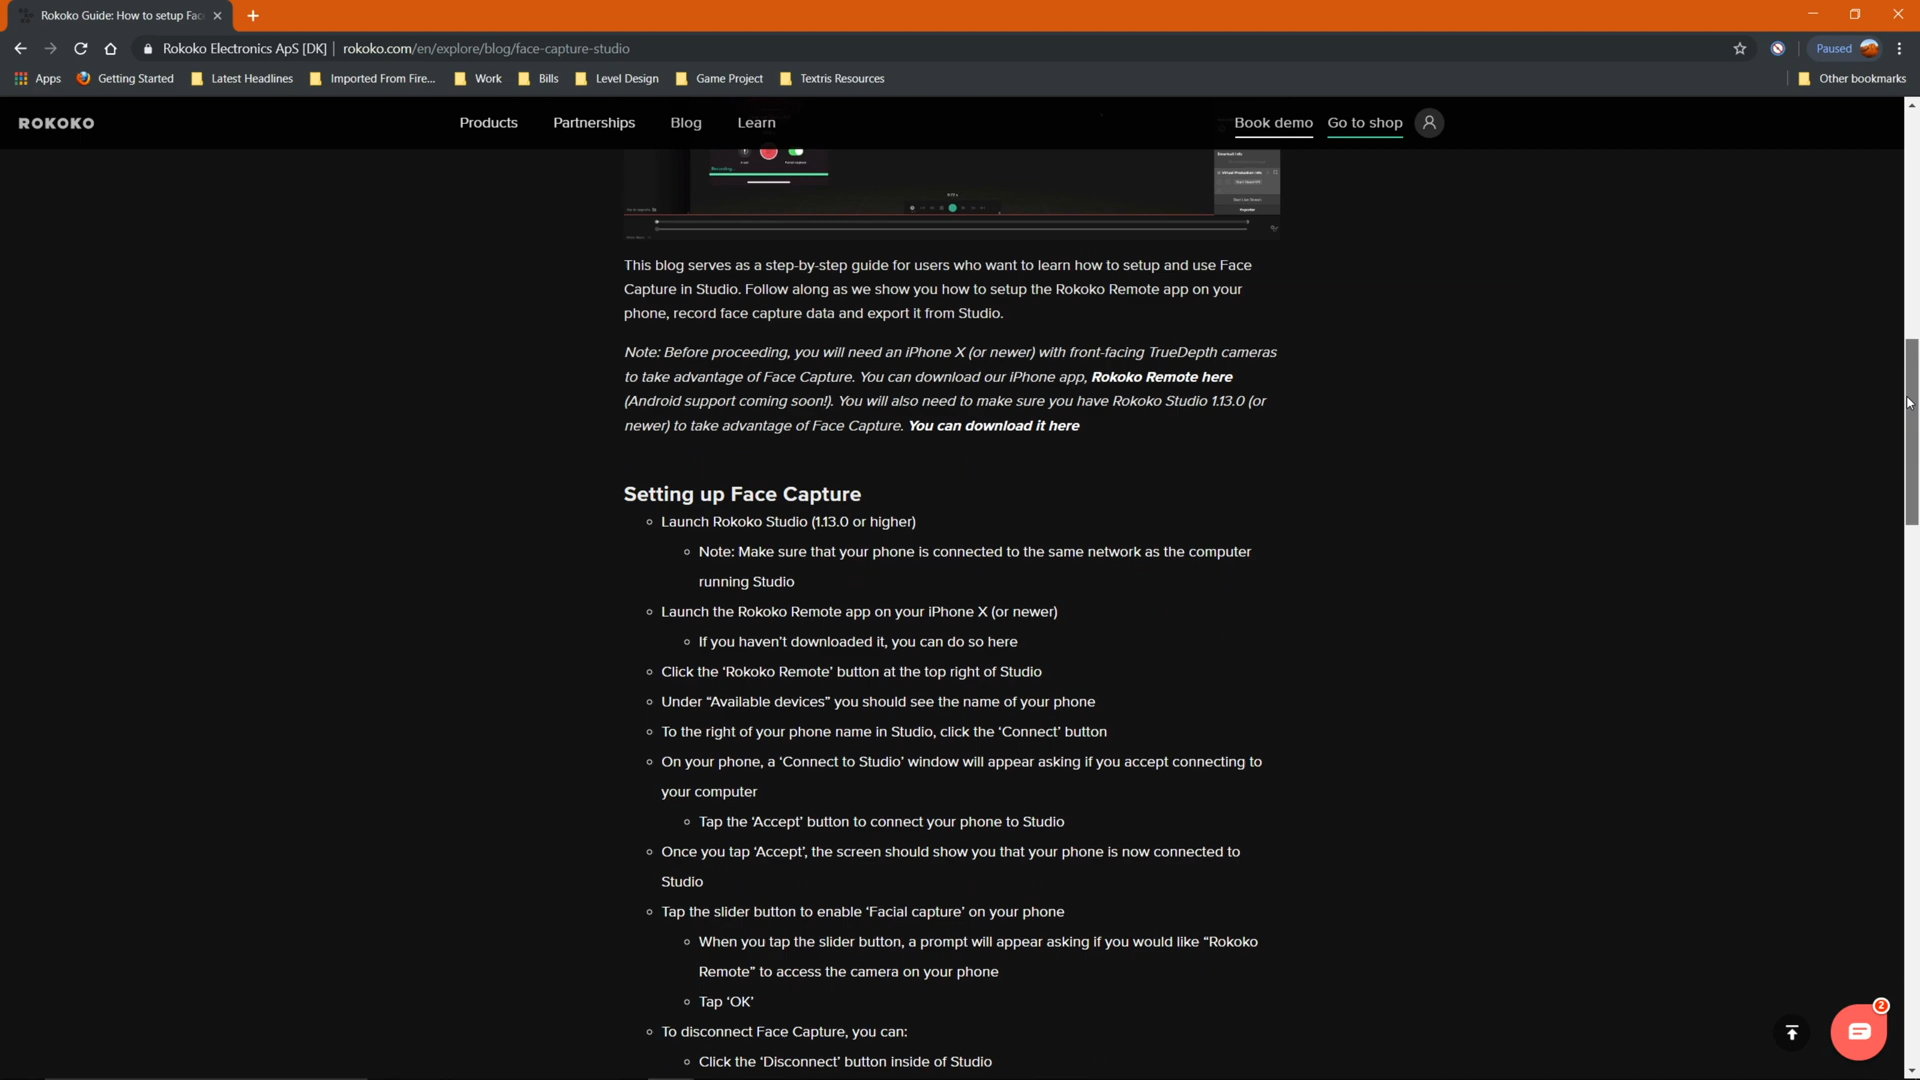 Rokoko Guide: How to setup Fac
Rokoko Electronics ApS [DK] | rokoko.com/en/explore/blog/face-capture-studio
Paused
Apps Getting Started Latest Headlines Imported From Fire... Work Bills Level Design Game Project Textris Resources Other bookmarks
ROKOKO Products Partnerships Blog Learn Book demo Go to shop
This blog serves as a step-by-step guide for users who want to learn how to setup and use Face
Capture in Studio. Follow along as we show you how to setup the Rokoko Remote app on your
phone, record face capture data and export it from Studio.
Note: Before proceeding, you will need an iPhone X (or newer) with front-facing TrueDepth cameras
to take advantage of Face Capture. You can download our iPhone app, Rokoko Remote here
(Android support coming soon!). You will also need to make sure you have Rokoko Studio 1.13.0 (or
newer) to take advantage of Face Capture. You can download it here
Setting up Face Capture
Launch Rokoko Studio (1.13.0 or higher)
Note: Make sure that your phone is connected to the same network as the computer
running Studio
Launch the Rokoko Remote app on your iPhone X (or newer)
If you haven't downloaded it, you can do so here
Click the ‘Rokoko Remote’ button at the top right of Studio
Under “Available devices” you should see the name of your phone
To the right of your phone name in Studio, click the ‘Connect’ button
On your phone, a ‘Connect to Studio’ window will appear asking if you accept connecting to
your computer
Tap the ‘Accept’ button to connect your phone to Studio
Once you tap ‘Accept’, the screen should show you that your phone is now connected to
Studio
Tap the slider button to enable ‘Facial capture’ on your phone
When you tap the slider button, a prompt will appear asking if you would like “Rokoko
Remote” to access the camera on your phone
Tap ‘OK’
To disconnect Face Capture, you can:
Click the ‘Disconnect’ button inside of Studio
2